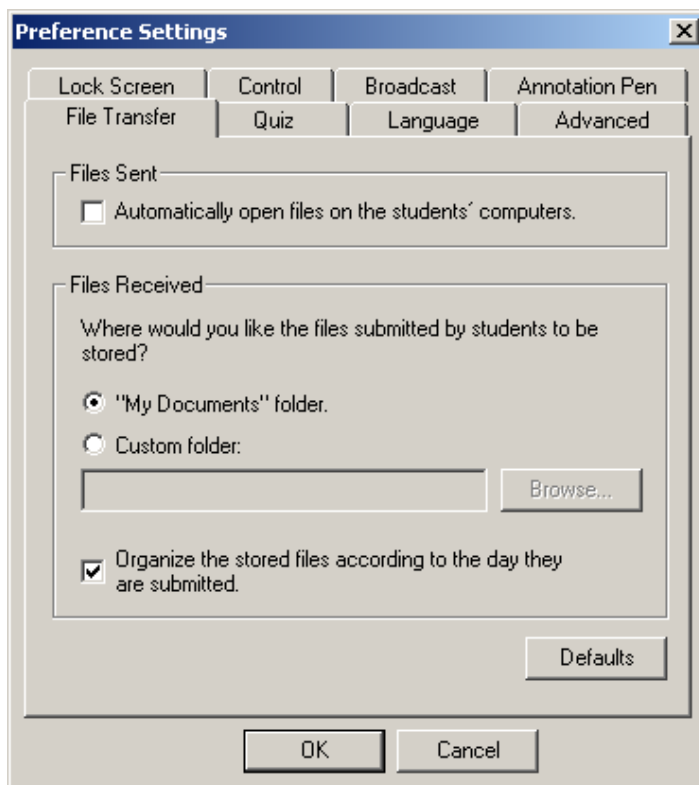 Preference Settings
Lock Screen Control Broadcast Annotation Pen
File Transfer Quiz Language Advanced
Files Sent
Automatically open files on the students´ computers.
Files Received
Where would you like the files submitted by students to be
stored?
"My Documents" folder.
Custom folder:
Browse...
Organize the stored files according to the day they
are submitted.
Defaults
OK Cancel